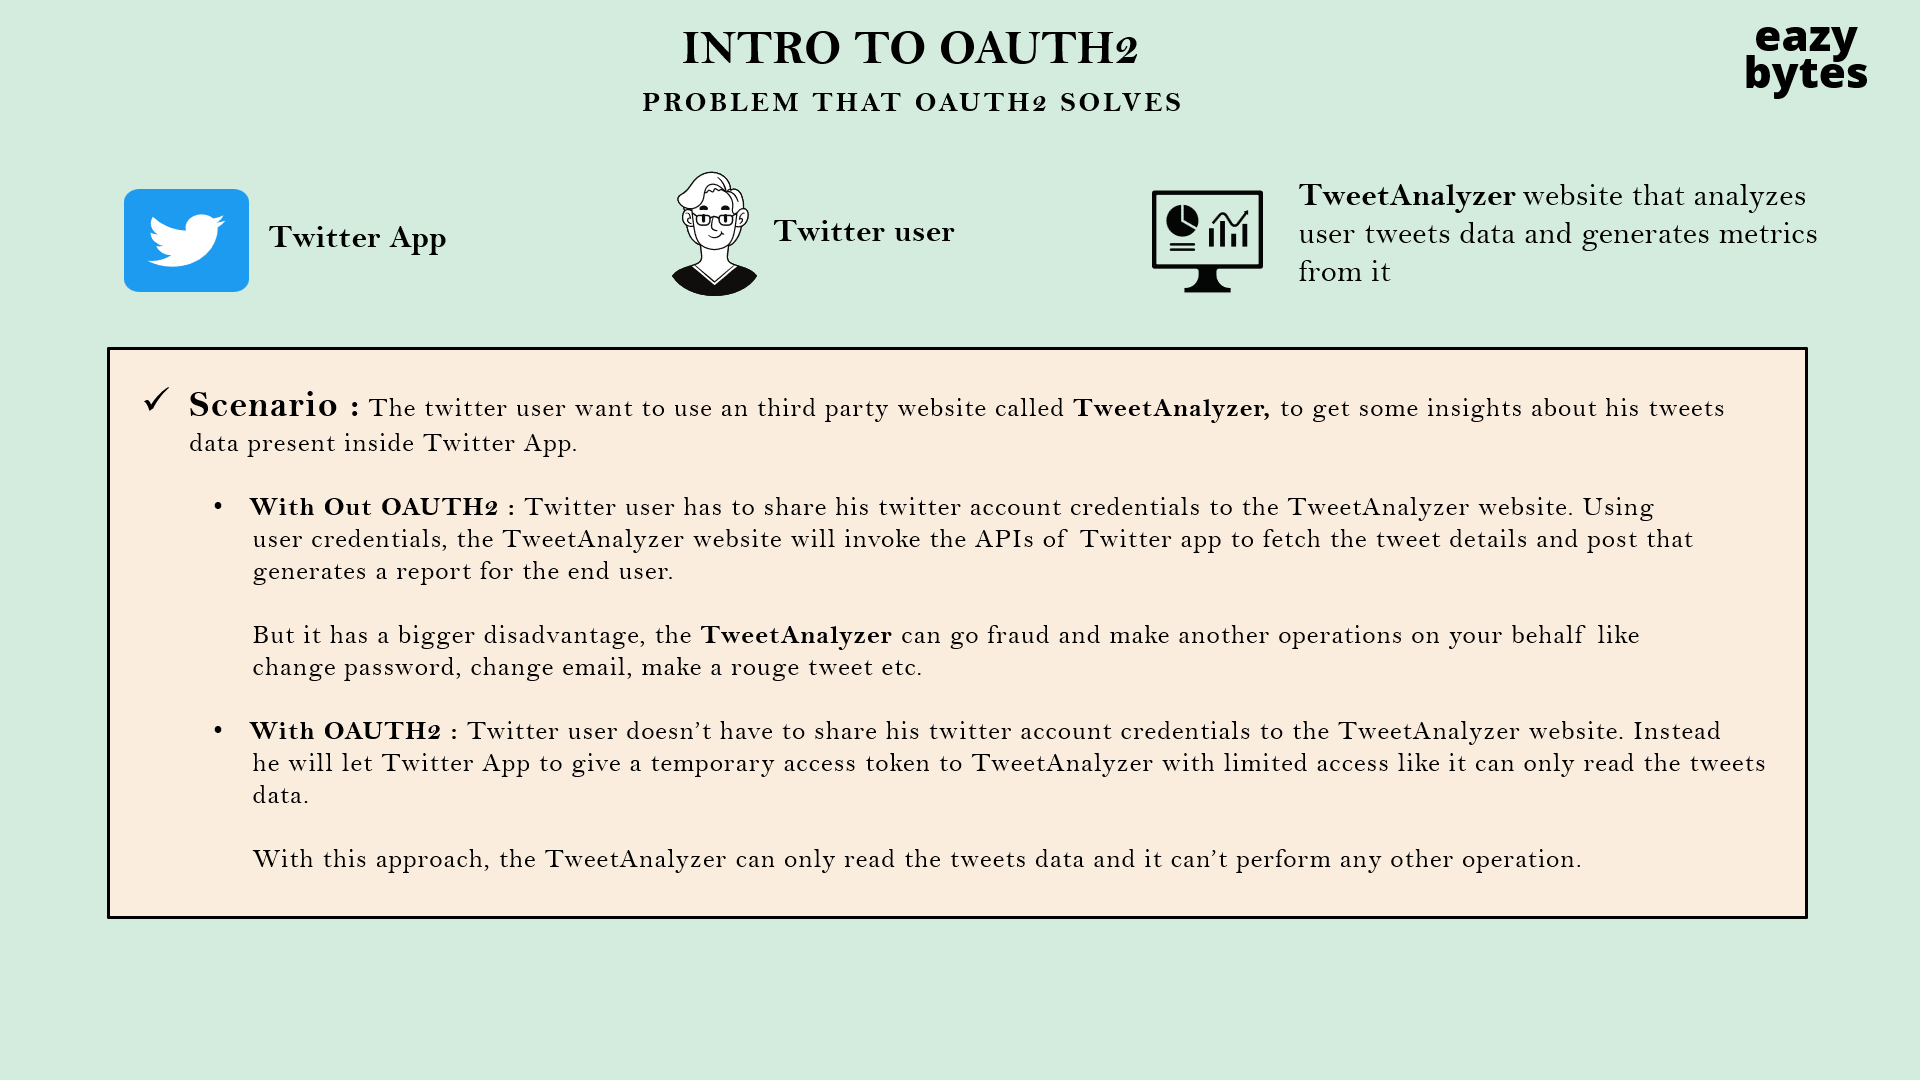 INTRO TO OAUTH2
PROBLEM THAT OAUTH2 SOLVES
eazy
bytes
Twitter App
Twitter user
TweetAnalyzer website that analyzes
user tweets data and generates metrics
from it
✓ Scenario : The twitter user want to use an third party website called TweetAnalyzer, to get some insights about his tweets
data present inside Twitter App.
• With Out OAUTH2 : Twitter user has to share his twitter account credentials to the TweetAnalyzer website. Using
user credentials, the TweetAnalyzer website will invoke the APIs of  Twitter app to fetch the tweet details and post that
generates a report for the end user.
But it has a bigger disadvantage, the TweetAnalyzer can go fraud and make another operations on your behalf  like
change password, change email, make a rouge tweet etc.
• With OAUTH2 : Twitter user doesn’t have to share his twitter account credentials to the TweetAnalyzer website. Instead
he will let Twitter App to give a temporary access token to TweetAnalyzer with limited access like it can only read the tweets
data.
With this approach, the TweetAnalyzer can only read the tweets data and it can’t perform any other operation.